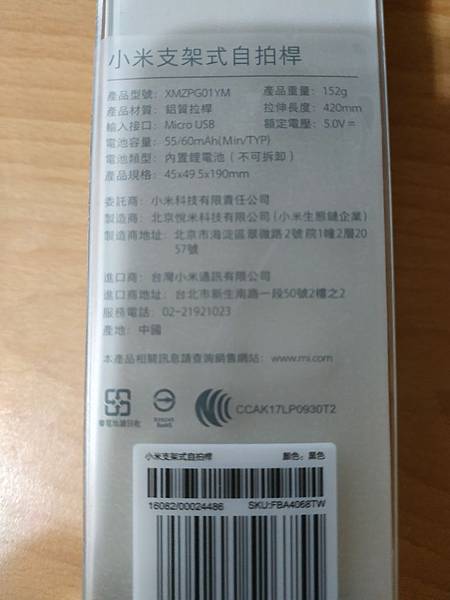 小米支架式自拍桿
產品型號： XMZPG01YM 產品重量：152g
產品材質： 鋁質拉桿 拉伸長度：420mm
輸入接口： Micro USB 額定電壓：5.0V⎓
電池容量： 55/60mAh(Min/TYP)
電池類型： 內置鋰電池（不可拆卸）
產品規格： 45x49.5x190mm
委託商： 小米科技有限責任公司
製造商： 北京悅米科技有限公司(小米生態鏈企業)
製造商地址： 北京市海淀區翠微路2號院1幢2層20
57號
進口商： 台灣小米通訊有限公司
進口商地址： 台北市新生南路一段50號2樓之2
服務電話： 02-21921023
產地： 中國
本產品相關訊息請查詢銷售網站： www.mi.com
廢電池請回收
RoHS
CCAK17LP0930T2
小米支架式自拍桿 顏色：黑色
16082/00024486 SKU:FBA4068TW